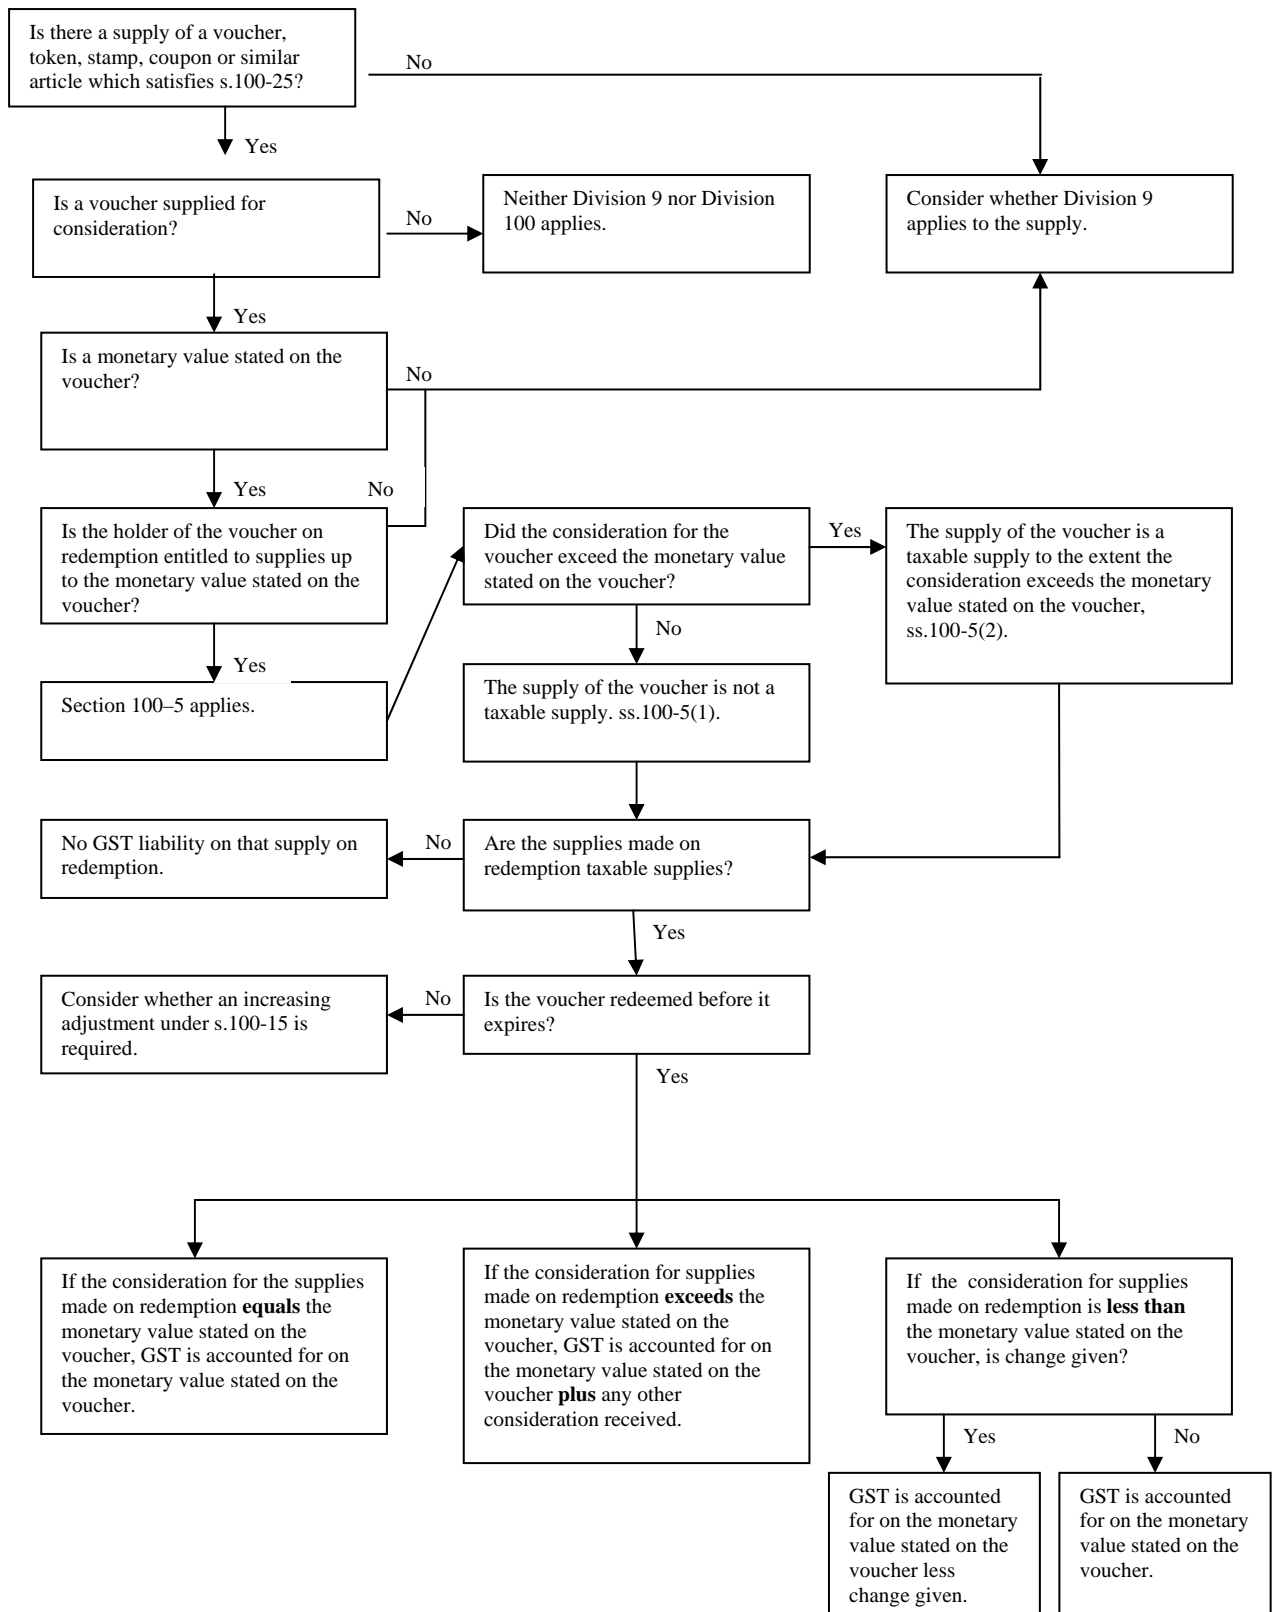 Is there a supply of a voucher,
token, stamp, coupon or similar
article which satisfies s.100-25?
No
Yes
Is a voucher supplied for
consideration?
No
Neither Division 9 nor Division
100 applies.
Consider whether Division 9
applies to the supply.
Yes
Is a monetary value stated on the
voucher?
No
Yes
No
Is the holder of the voucher on
redemption entitled to supplies up
to the monetary value stated on the
voucher?
Did the consideration for the
voucher exceed the monetary value
stated on the voucher?
Yes
The supply of the voucher is a
taxable supply to the extent the
consideration exceeds the monetary
value stated on the voucher,
ss.100-5(2).
No
Yes
Section 100–5 applies.
The supply of the voucher is not a
taxable supply. ss.100-5(1).
No GST liability on that supply on
redemption.
No
Are the supplies made on
redemption taxable supplies?
Yes
Consider whether an increasing
adjustment under s.100-15 is
required.
No
Is the voucher redeemed before it
expires?
Yes
If the consideration for the supplies
made on redemption equals the
monetary value stated on the
voucher, GST is accounted for on
the monetary value stated on the
voucher.
If the consideration for supplies
made on redemption exceeds the
monetary value stated on the
voucher, GST is accounted for on
the monetary value stated on the
voucher plus any other
consideration received.
If  the  consideration for supplies
made on redemption is less than
the monetary value stated on the
voucher, is change given?
Yes
No
GST is accounted
for on the monetary
value stated on the
voucher less
change given.
GST is accounted
for on the monetary
value stated on the
voucher.